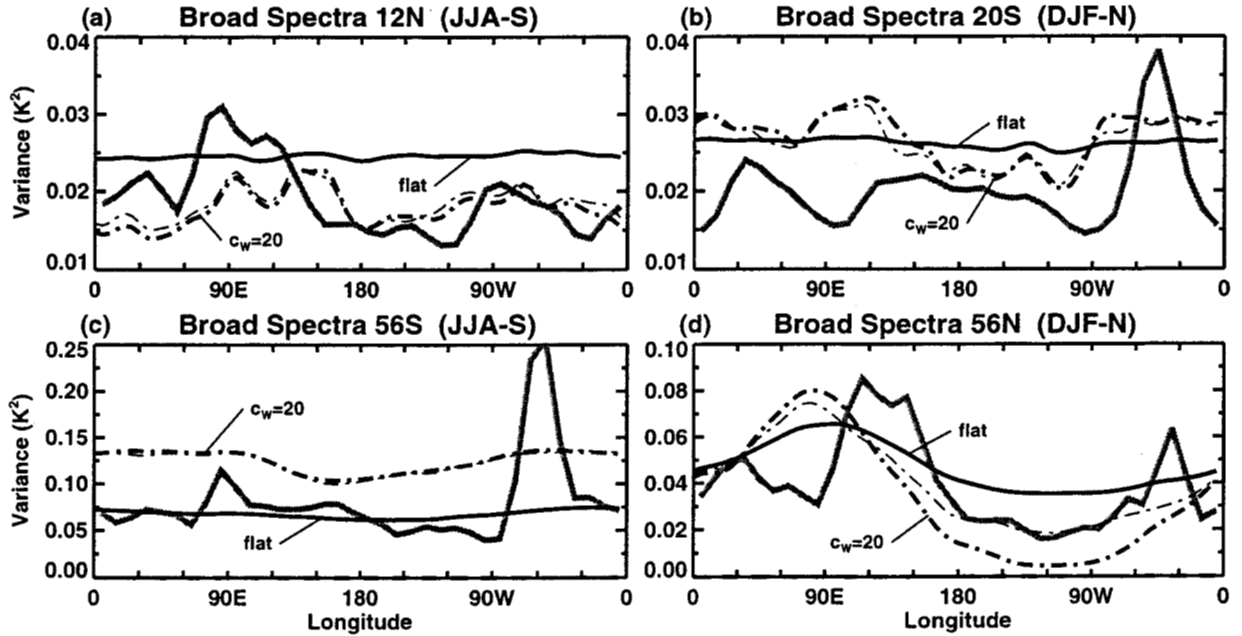 (a) Broad Spectra 12N (JJA-S)
(b) Broad Spectra 20S (DJF-N)
0.04
0.03
0.02
0.01
Variance (K²)
flat
c_W=20
0 90E 180 90W 0
0.04
0.03
0.02
0.01
flat
c_W=20
0 90E 180 90W 0
(c) Broad Spectra 56S (JJA-S)
(d) Broad Spectra 56N (DJF-N)
0.25
0.20
0.15
0.10
0.05
0.00
Variance (K²)
c_W=20
flat
0 90E 180 90W 0
Longitude
0.10
0.08
0.06
0.04
0.02
0.00
flat
c_W=20
0 90E 180 90W 0
Longitude